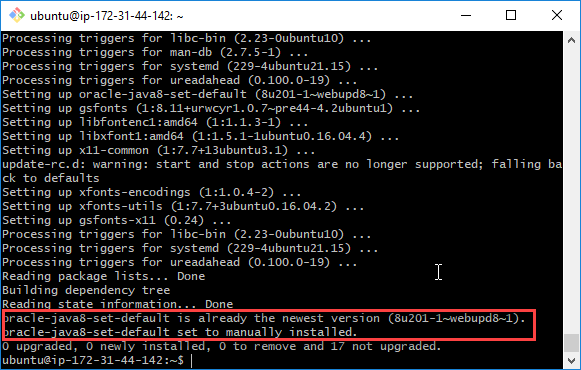 ubuntu@ip-172-31-44-142: ~
Processing triggers for libc-bin (2.23-0ubuntu10) ...
Processing triggers for man-db (2.7.5-1) ...
Processing triggers for systemd (229-4ubuntu21.15) ...
Processing triggers for ureadahead (0.100.0-19) ...
Setting up oracle-java8-set-default (8u201-1~webupd8~1) ...
Setting up gsfonts (1:8.11+urwcyr1.0.7~pre44-4.2ubuntu1) ...
Setting up libfontenc1:amd64 (1:1.1.3-1) ...
Setting up libxfont1:amd64 (1:1.5.1-1ubuntu0.16.04.4) ...
Setting up x11-common (1:7.7+13ubuntu3.1) ...
update-rc.d: warning: start and stop actions are no longer supported; falling ba
ck to defaults
Setting up xfonts-encodings (1:1.0.4-2) ...
Setting up xfonts-utils (1:7.7+3ubuntu0.16.04.2) ...
Setting up gsfonts-x11 (0.24) ...
Processing triggers for libc-bin (2.23-0ubuntu10) ...
Processing triggers for systemd (229-4ubuntu21.15) ...
Processing triggers for ureadahead (0.100.0-19) ...
Reading package lists... Done
Building dependency tree
Reading state information... Done
oracle-java8-set-default is already the newest version (8u201-1~webupd8~1).
oracle-java8-set-default set to manually installed.
0 upgraded, 0 newly installed, 0 to remove and 17 not upgraded.
ubuntu@ip-172-31-44-142:~$